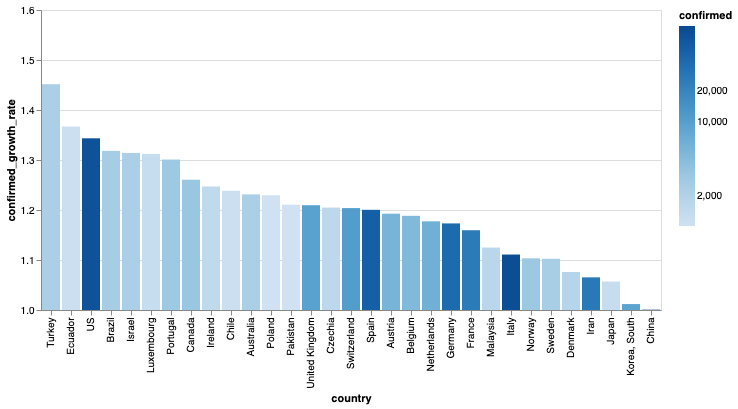 confirmed_growth_rate
1.6
1.5
1.4
1.3
1.2
1.1
1.0
Turkey
Ecuador
US
Brazil
Israel
Luxembourg
Portugal
Canada
Ireland
Chile
Australia
Poland
Pakistan
United Kingdom
Czechia
Switzerland
Spain
Austria
Belgium
Netherlands
Germany
France
Malaysia
Italy
Norway
Sweden
Denmark
Iran
Japan
Korea, South
China
country
confirmed
20,000
10,000
2,000